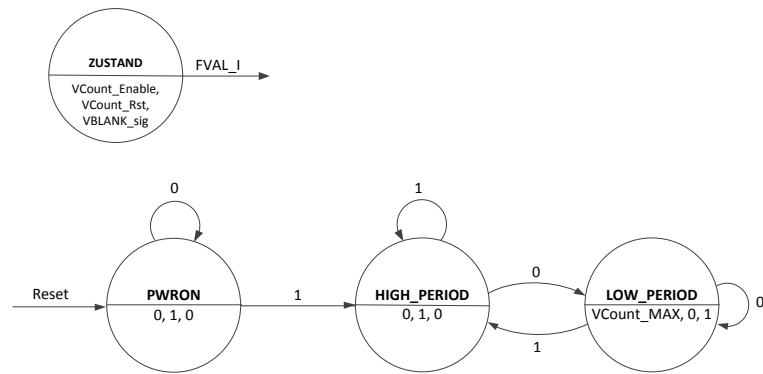 ZUSTAND
FVAL_I
VCount_Enable,
VCount_Rst,
VBLANK_sig
0
1
Reset
PWRON
0, 1, 0
1
HIGH_PERIOD
0, 1, 0
0
1
LOW_PERIOD
VCount_MAX, 0, 1
0